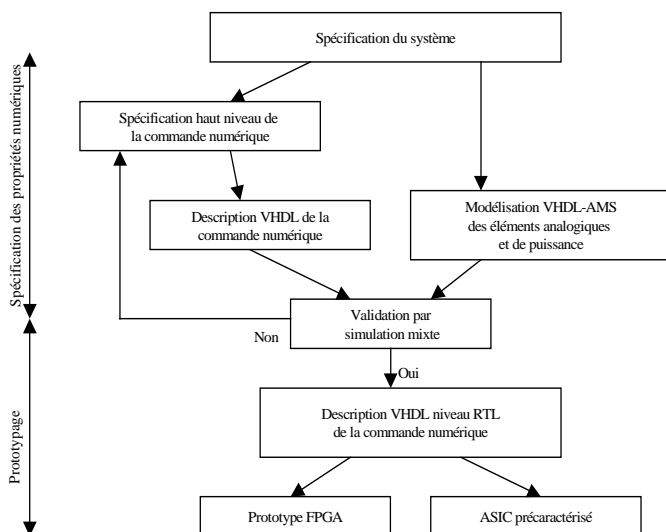 Spécification du système
Spécification des propriétés numériques
Spécification haut niveau de
la commande numérique
Description VHDL de la
commande numérique
Modélisation VHDL-AMS
des éléments analogiques
et de puissance
Validation par
simulation mixte
Non
Oui
Description VHDL niveau RTL
de la commande numérique
Prototypage
Prototype FPGA
ASIC précaractérisé